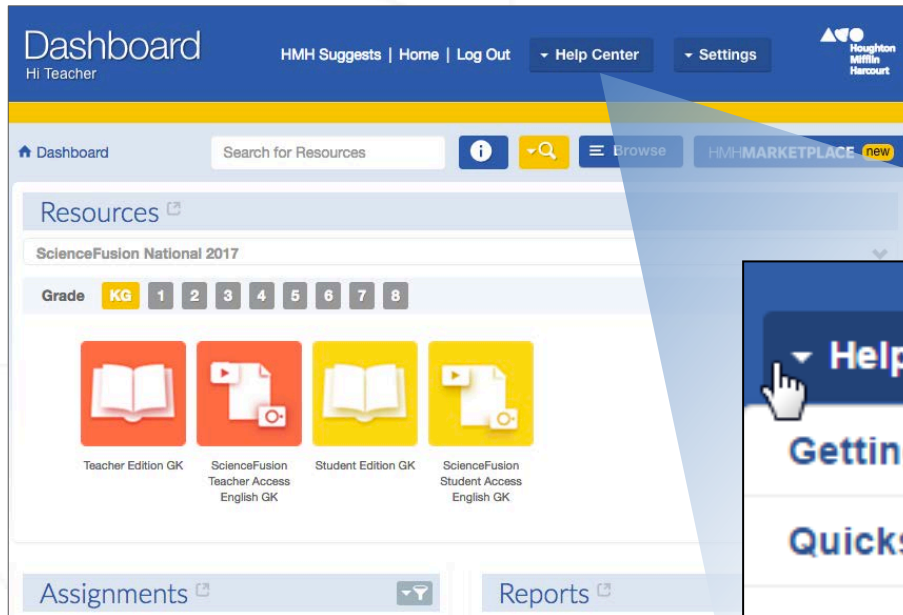 Dashboard
Hi Teacher
HMH Suggests | Home | Log Out
Help Center
Settings
Houghton
Mifflin
Harcourt
Dashboard
Search for Resources
Browse
HMHMARKETPLACE new
Resources
ScienceFusion National 2017
Grade KG 1 2 3 4 5 6 7 8
Teacher Edition GK
ScienceFusion
Teacher Access
English GK
Student Edition GK
ScienceFusion
Student Access
English GK
Help
Gettin
Quicks
Assignments
Reports